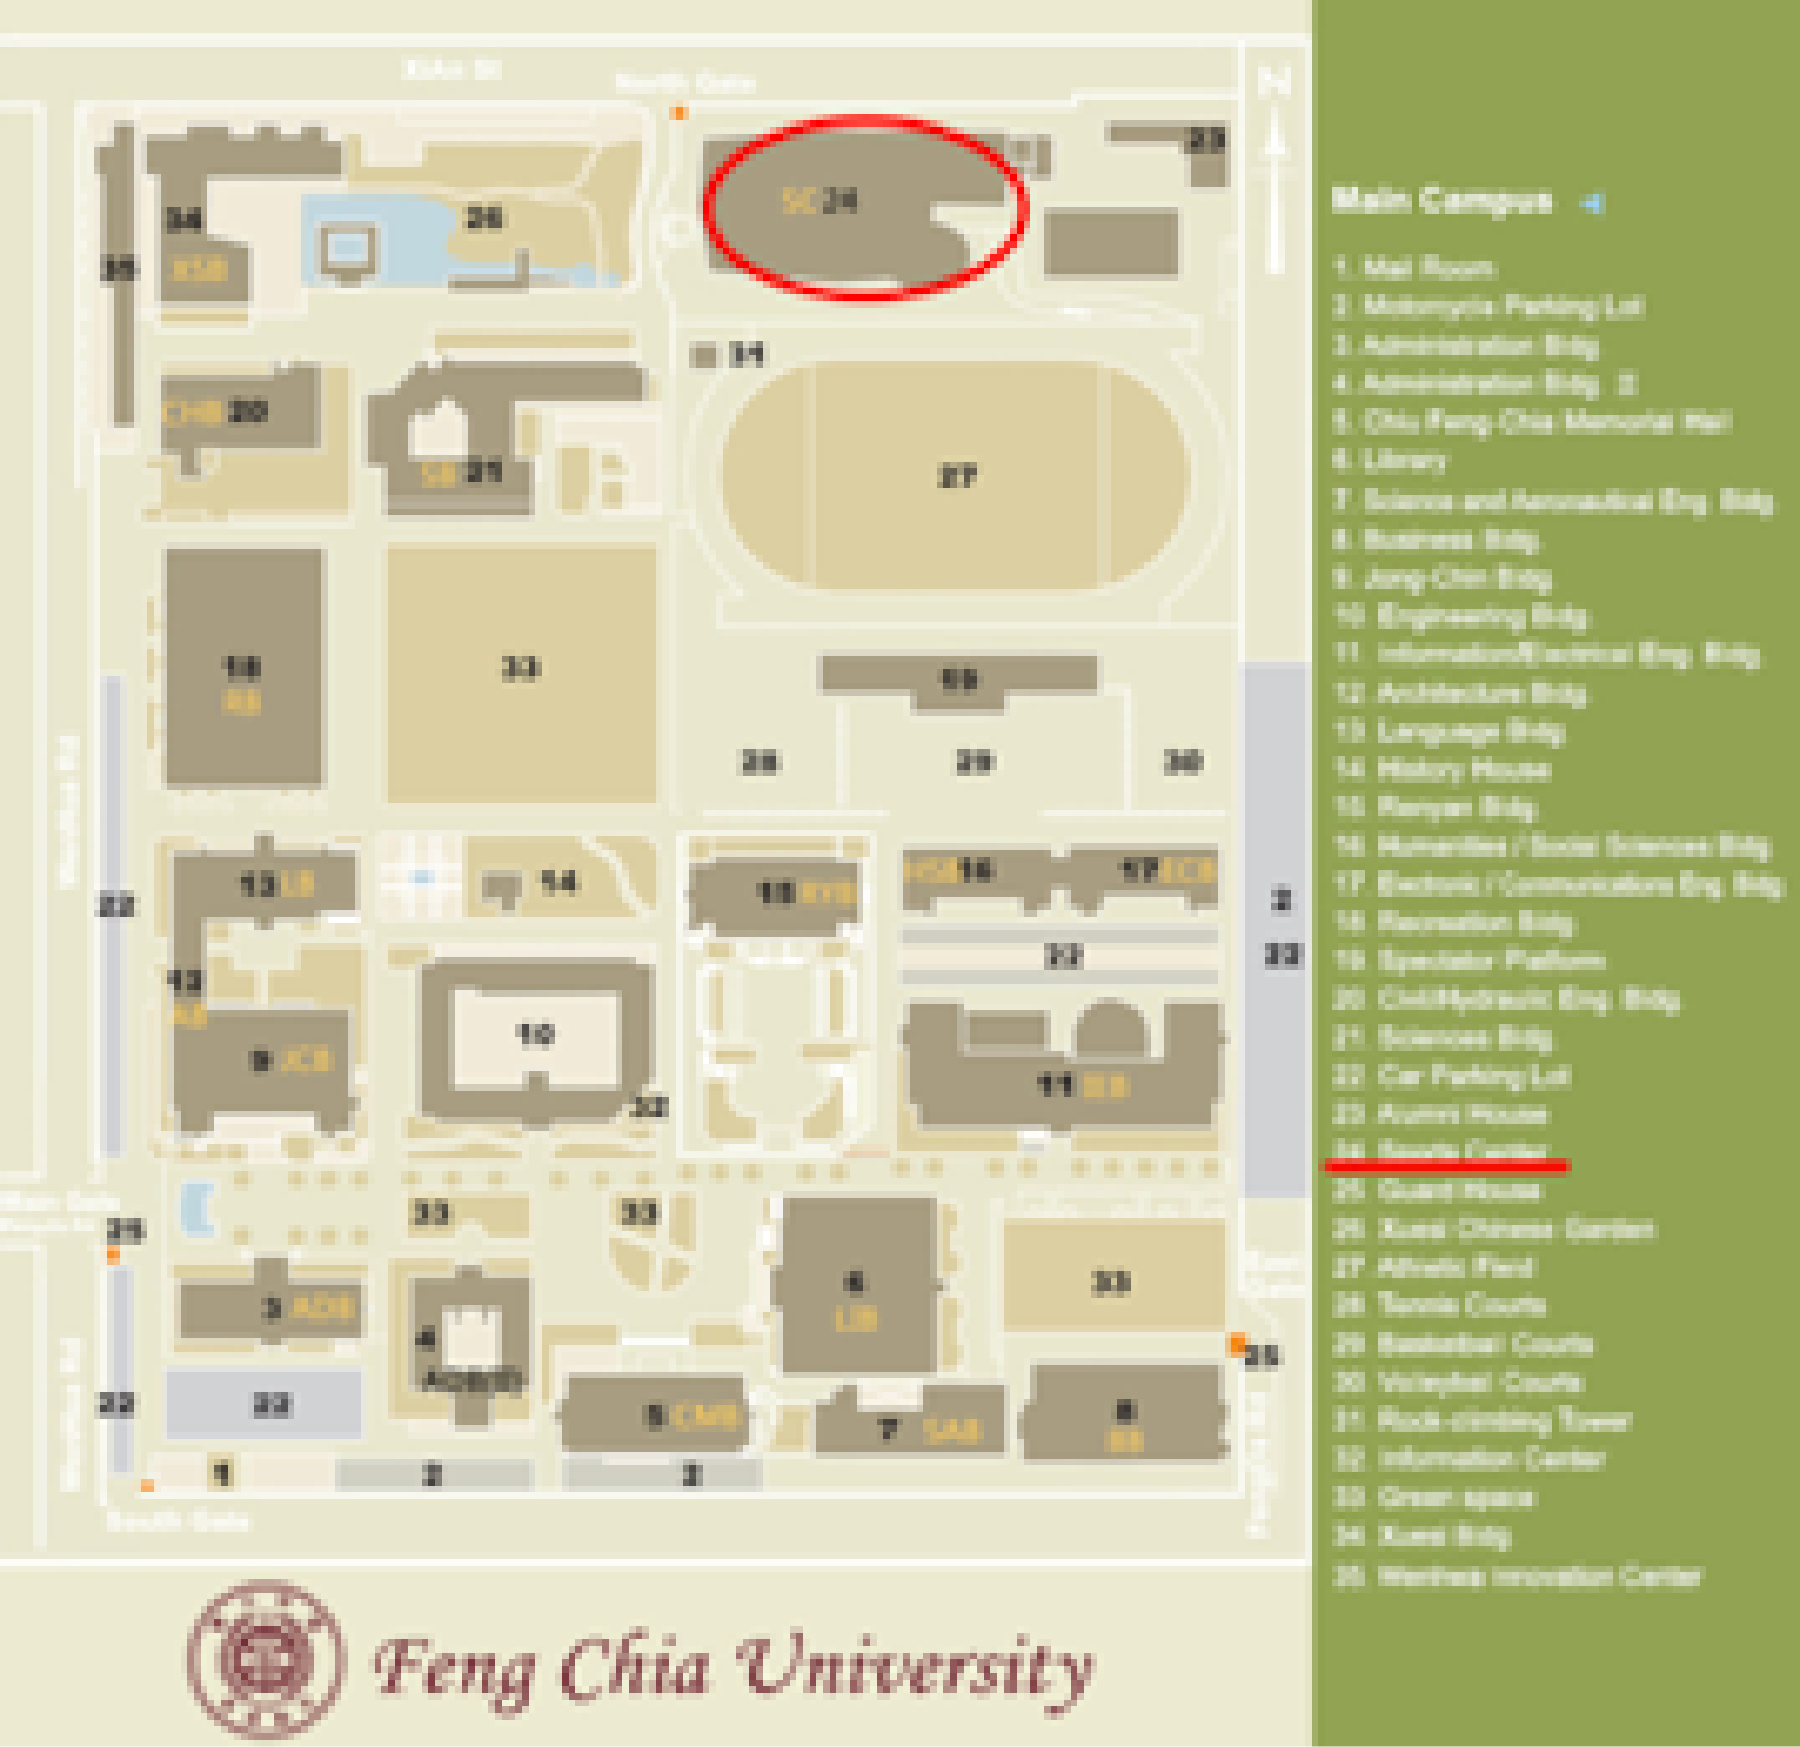 Xi'An St
North Gate
N
23
SC 24
34
26
35
XSB
31
CHB 20
SB 21
27
18
RB
33
19
28
29
30
13 LB
14
15 RYB
HSB 16
17 ECB
22
2
22
22
12
AB
10
9 JCB
11 IEB
32
33
33
25
6
LIB
33
3 ADB
4
25
22
22
5 CMB
7 SAB
8
BB
1
2
2
South Gate
Feng Chia University
Main Campus
1. Mail Room
2. Motorcycle Parking Lot
3. Administration Bldg.
4. Administration Bldg. II
5. Chiu Feng-Chia Memorial Hall
6. Library
7. Science and Aeronautical Eng. Bldg.
8. Business Bldg.
9. Jong-Chin Bldg.
10. Engineering Bldg.
11. Information/Electrical Eng. Bldg.
12. Architecture Bldg.
13. Language Bldg.
14. History House
15. Renyan Bldg.
16. Humanities / Social Sciences Bldg.
17. Electronic / Communications Eng. Bldg.
18. Recreation Bldg.
19. Spectator Platform
20. Civil/Hydraulic Eng. Bldg.
21. Sciences Bldg.
22. Car Parking Lot
23. Alumni House
24. Sports Center
25. Guard House
26. Xuesi Chinese Garden
27. Athletic Field
28. Tennis Courts
29. Basketball Courts
30. Volleyball Courts
31. Rock-climbing Tower
32. Information Center
33. Green space
34. Xuesi Bldg.
35. Wenhwa Innovation Center